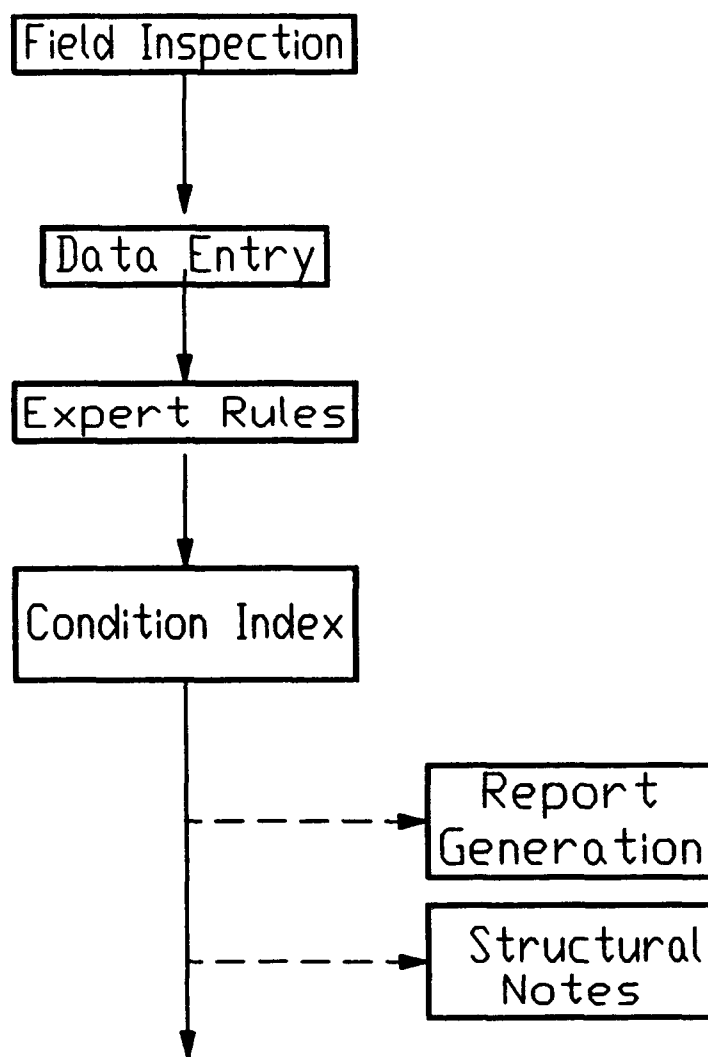 Field Inspection
Data Entry
Expert Rules
Condition Index
Report
Generation
Structural
Notes